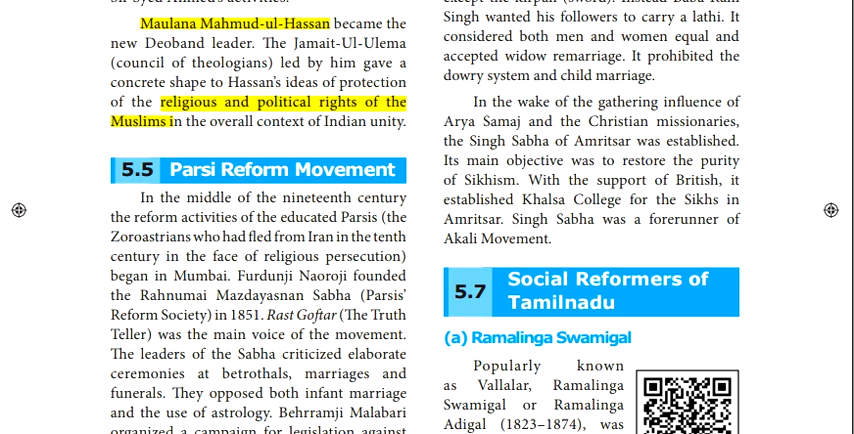 Sir Syed Ahmed's activities.
Maulana Mahmud-ul-Hassan became the
new Deoband leader. The Jamait-Ul-Ulema
(council of theologians) led by him gave a
concrete shape to Hassan's ideas of protection
of the religious and political rights of the
Muslims in the overall context of Indian unity.
5.5 Parsi Reform Movement
In the middle of the nineteenth century
the reform activities of the educated Parsis (the
Zoroastrians who had fled from Iran in the tenth
century in the face of religious persecution)
began in Mumbai. Furdunji Naoroji founded
the Rahnumai Mazdayasnan Sabha (Parsis'
Reform Society) in 1851. Rast Goftar (The Truth
Teller) was the main voice of the movement.
The leaders of the Sabha criticized elaborate
ceremonies at betrothals, marriages and
funerals. They opposed both infant marriage
and the use of astrology. Behrramji Malabari
organized a campaign for legislation against
except the kirpan (sword). Instead Baba Ram
Singh wanted his followers to carry a lathi. It
considered both men and women equal and
accepted widow remarriage. It prohibited the
dowry system and child marriage.
In the wake of the gathering influence of
Arya Samaj and the Christian missionaries,
the Singh Sabha of Amritsar was established.
Its main objective was to restore the purity
of Sikhism. With the support of British, it
established Khalsa College for the Sikhs in
Amritsar. Singh Sabha was a forerunner of
Akali Movement.
5.7 Social Reformers of
Tamilnadu
(a) Ramalinga Swamigal
Popularly known
as Vallalar, Ramalinga
Swamigal or Ramalinga
Adigal (1823–1874), was